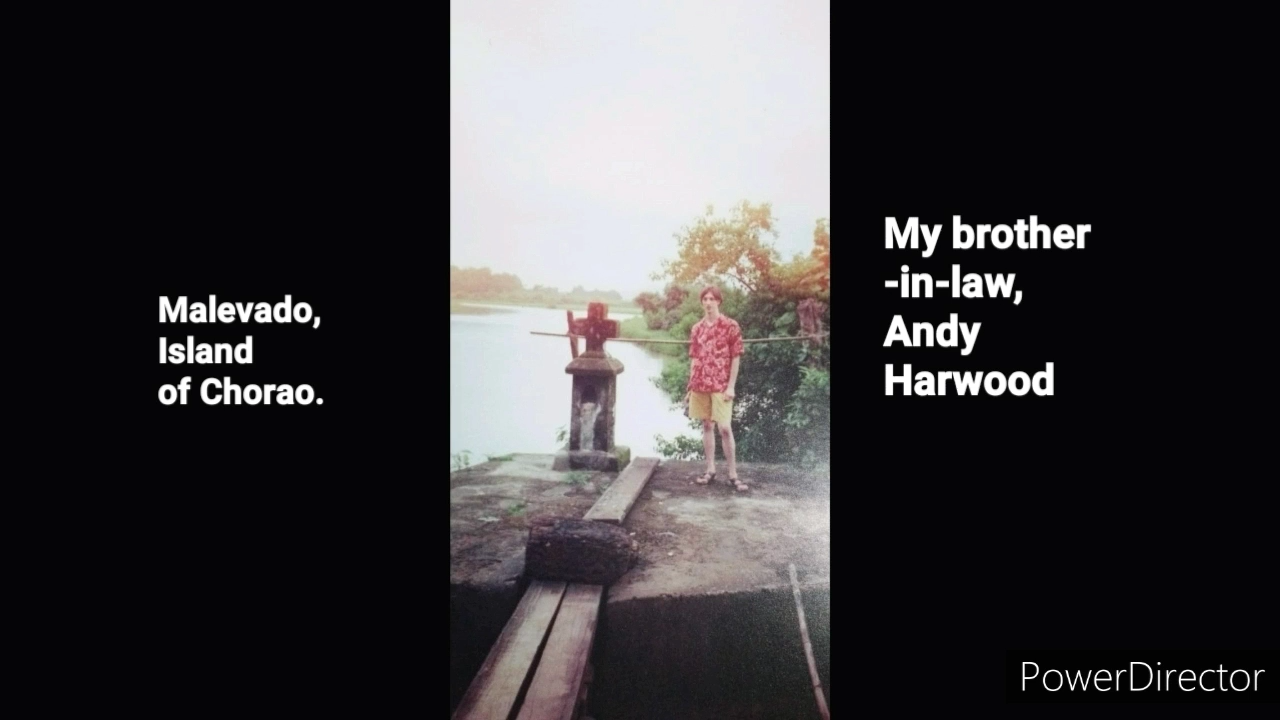 Malevado,
Island
of Chorao.
My brother
-in-law,
Andy
Harwood
PowerDirector